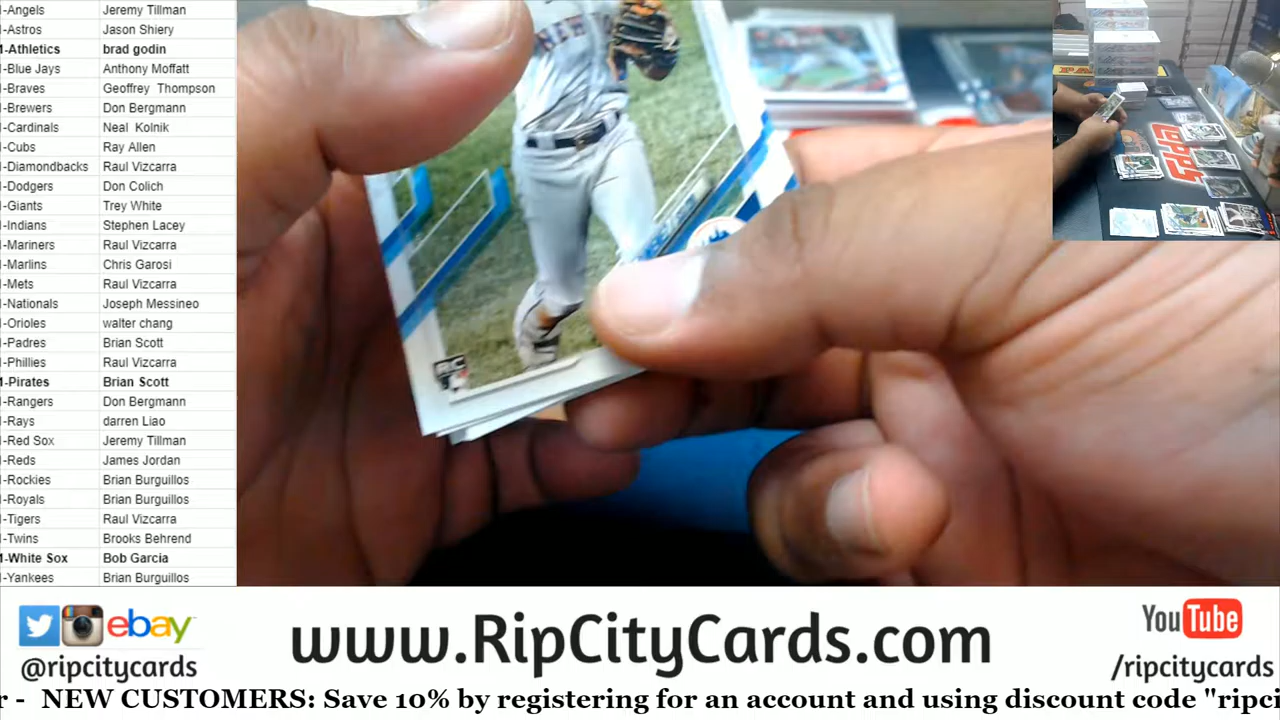 -Angels Jeremy Tillman
-Astros Jason Shiery
-Athletics brad godin
-Blue Jays Anthony Moffatt
-Braves Geoffrey Thompson
-Brewers Don Bergmann
-Cardinals Neal Kolnik
-Cubs Ray Allen
-Diamondbacks Raul Vizcarra
-Dodgers Don Colich
-Giants Trey White
-Indians Stephen Lacey
-Mariners Raul Vizcarra
-Marlins Chris Garosi
-Mets Raul Vizcarra
-Nationals Joseph Messineo
-Orioles walter chang
-Padres Brian Scott
-Phillies Raul Vizcarra
-Pirates Brian Scott
-Rangers Don Bergmann
-Rays darren Liao
-Red Sox Jeremy Tillman
-Reds James Jordan
-Rockies Brian Burguillos
-Royals Brian Burguillos
-Tigers Raul Vizcarra
-Twins Brooks Behrend
-White Sox Bob Garcia
-Yankees Brian Burguillos
RC
TOPPS
ebay
@ripcitycards
www.RipCityCards.com
YouTube
/ripcitycards
r - NEW CUSTOMERS: Save 10% by registering for an account and using discount code "ripci